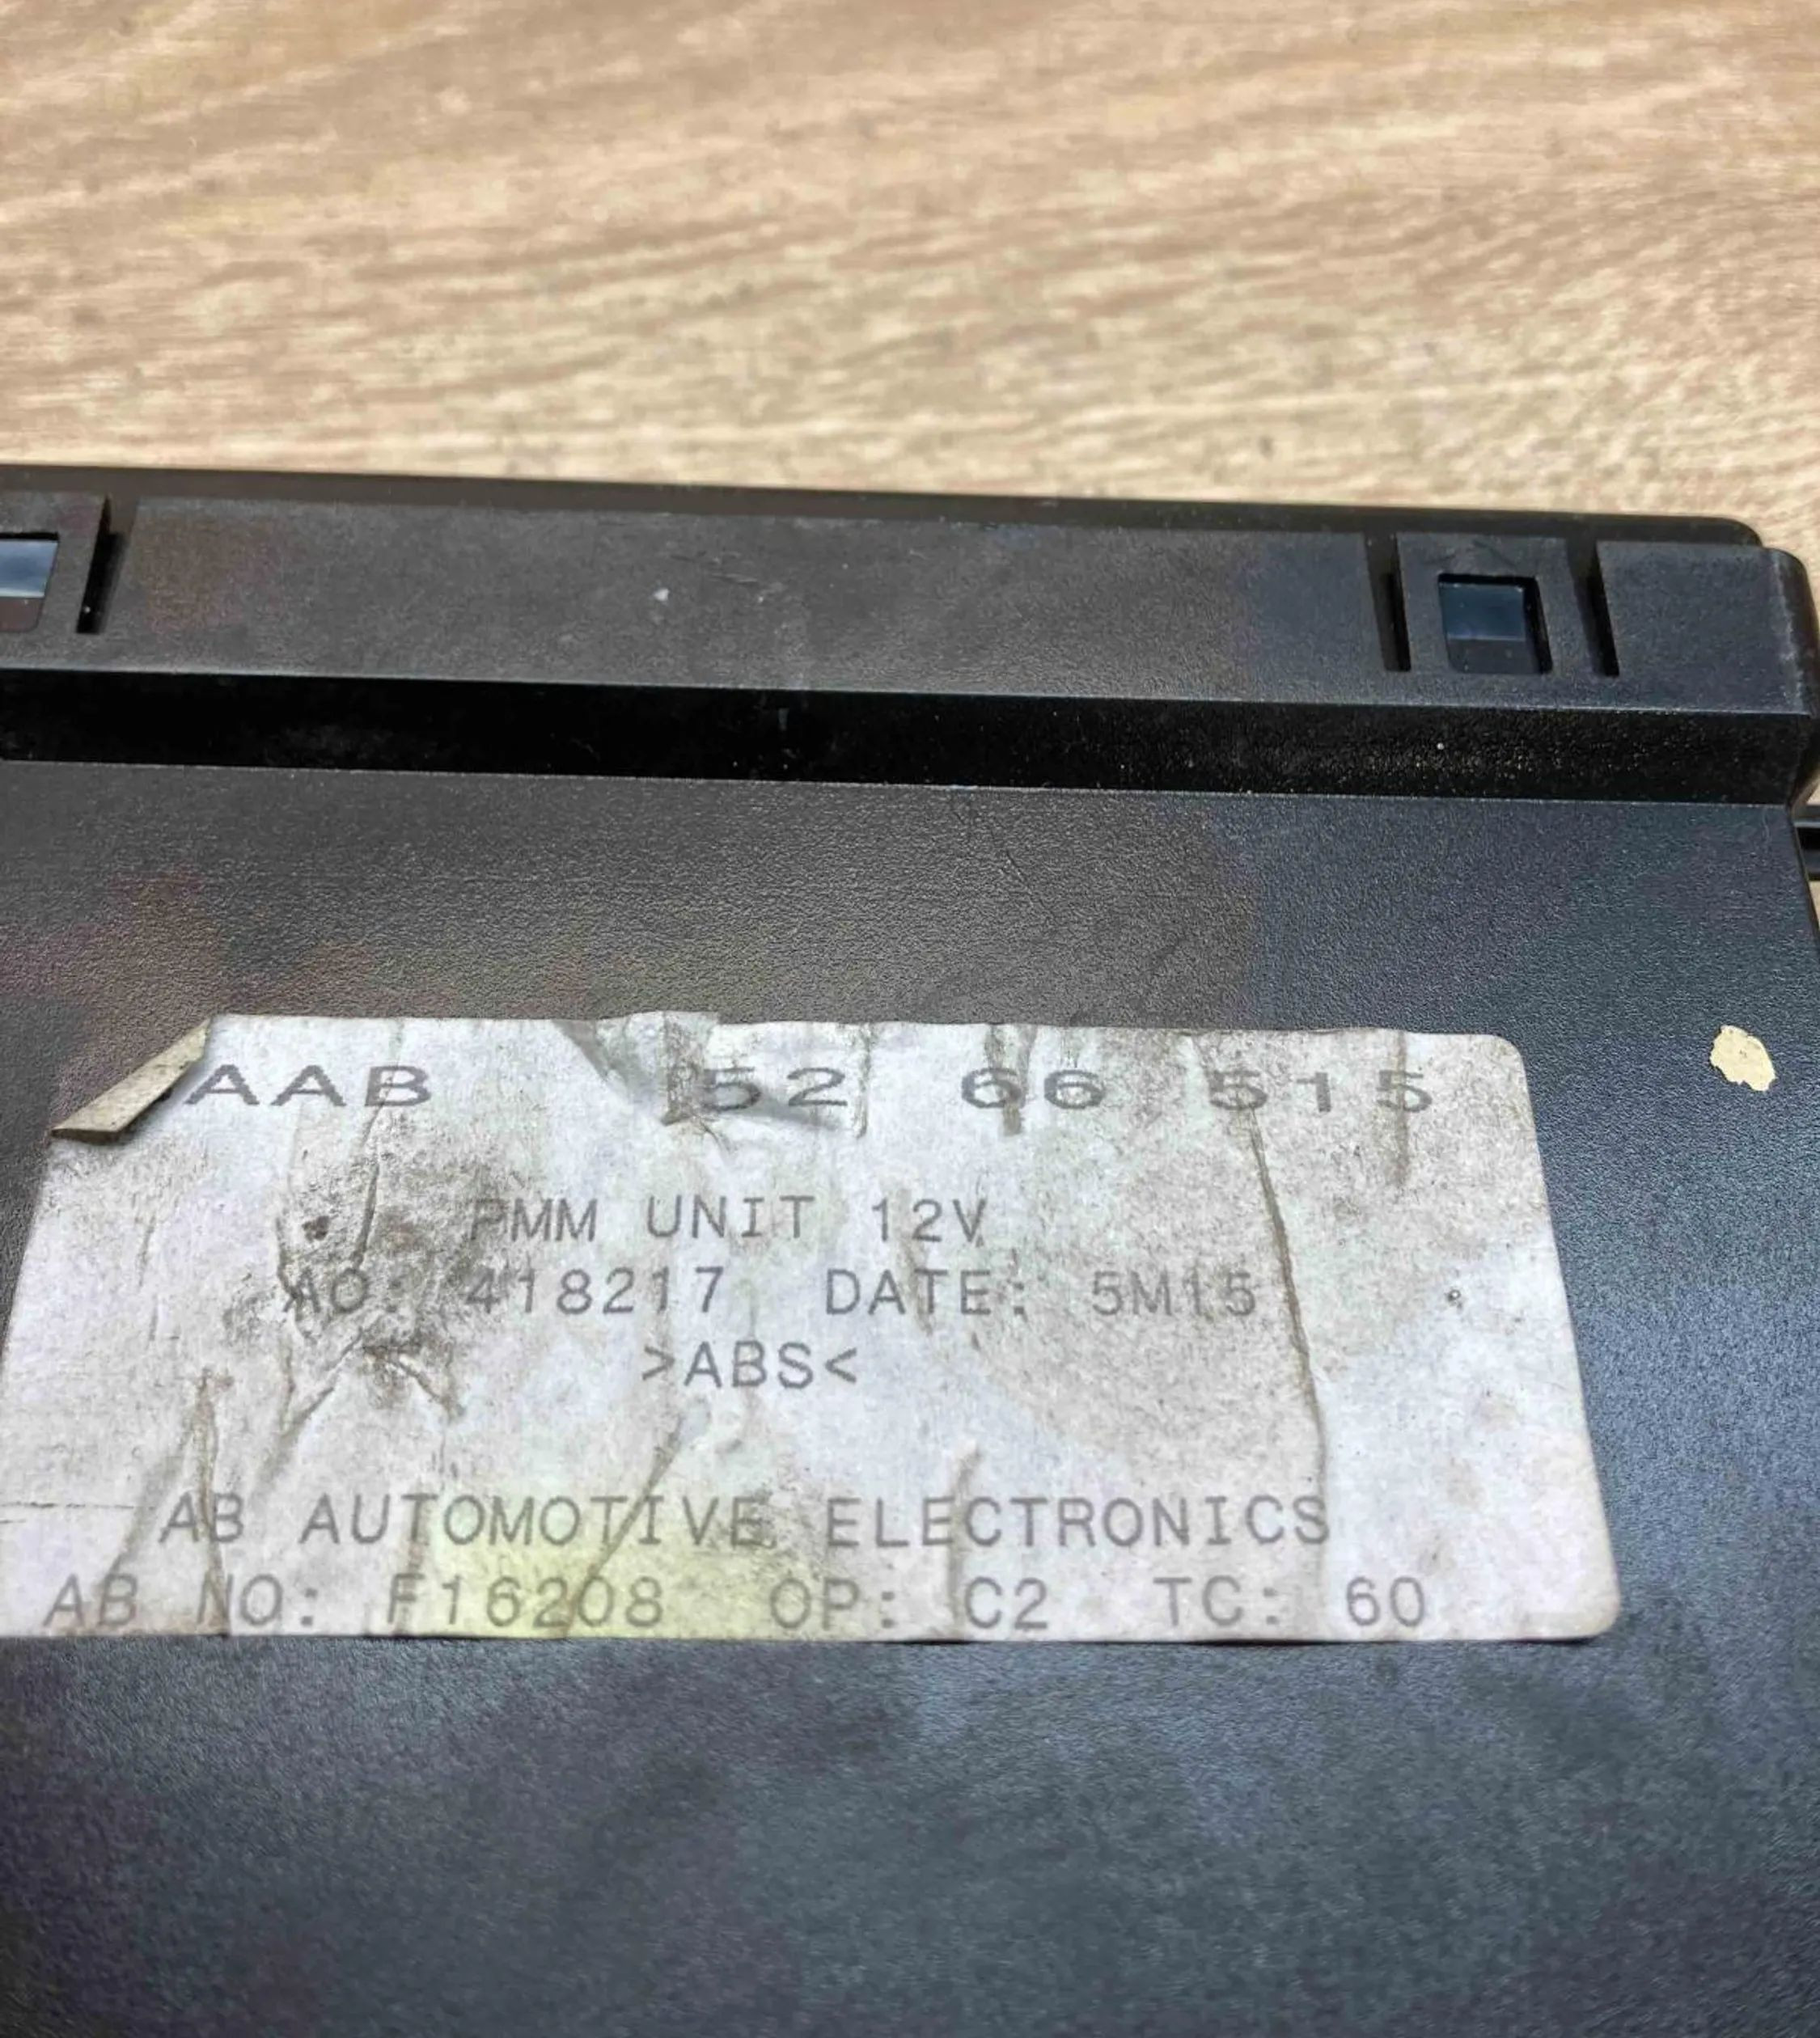 AAB 52 66 515
PMM UNIT 12V
AO: 418217 DATE: 5M15
>ABS<
AB AUTOMOTIVE ELECTRONICS
AB NO: F16208 OP: C2 TC: 60